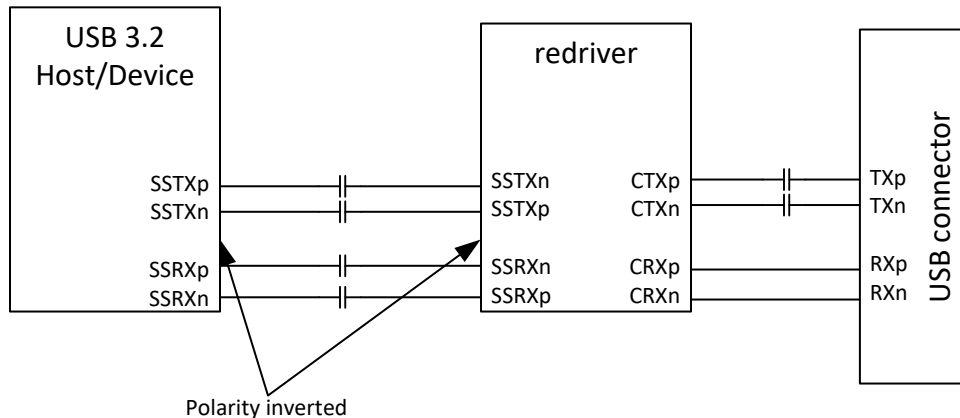 USB 3.2
Host/Device
SSTXp
SSTXn
SSRXp
SSRXn
redriver
SSTXn
SSTXp
SSRXn
SSRXp
CTXp
CTXn
CRXp
CRXn
TXp
TXn
RXp
RXn
USB connector
Polarity inverted